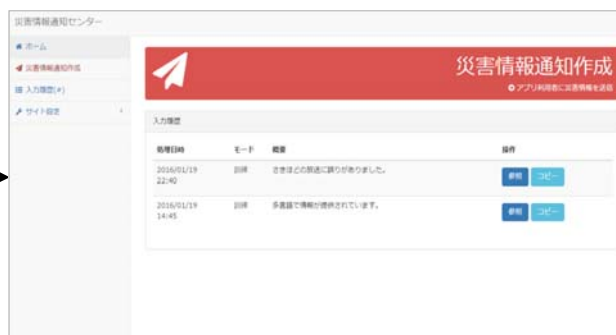 災害情報通知センター
ホーム
災害情報通知作成
入力履歴(*)
サイト設定
災害情報通知作成
アプリ利用者に災害情報を送信
入力履歴
処理日時 モード 概要 操作
2016/01/19 訓練 さきほどの放送に誤りがありました。 参照 コピー
22:40
2016/01/19 訓練 多言語で情報が提供されています。 参照 コピー
14:45